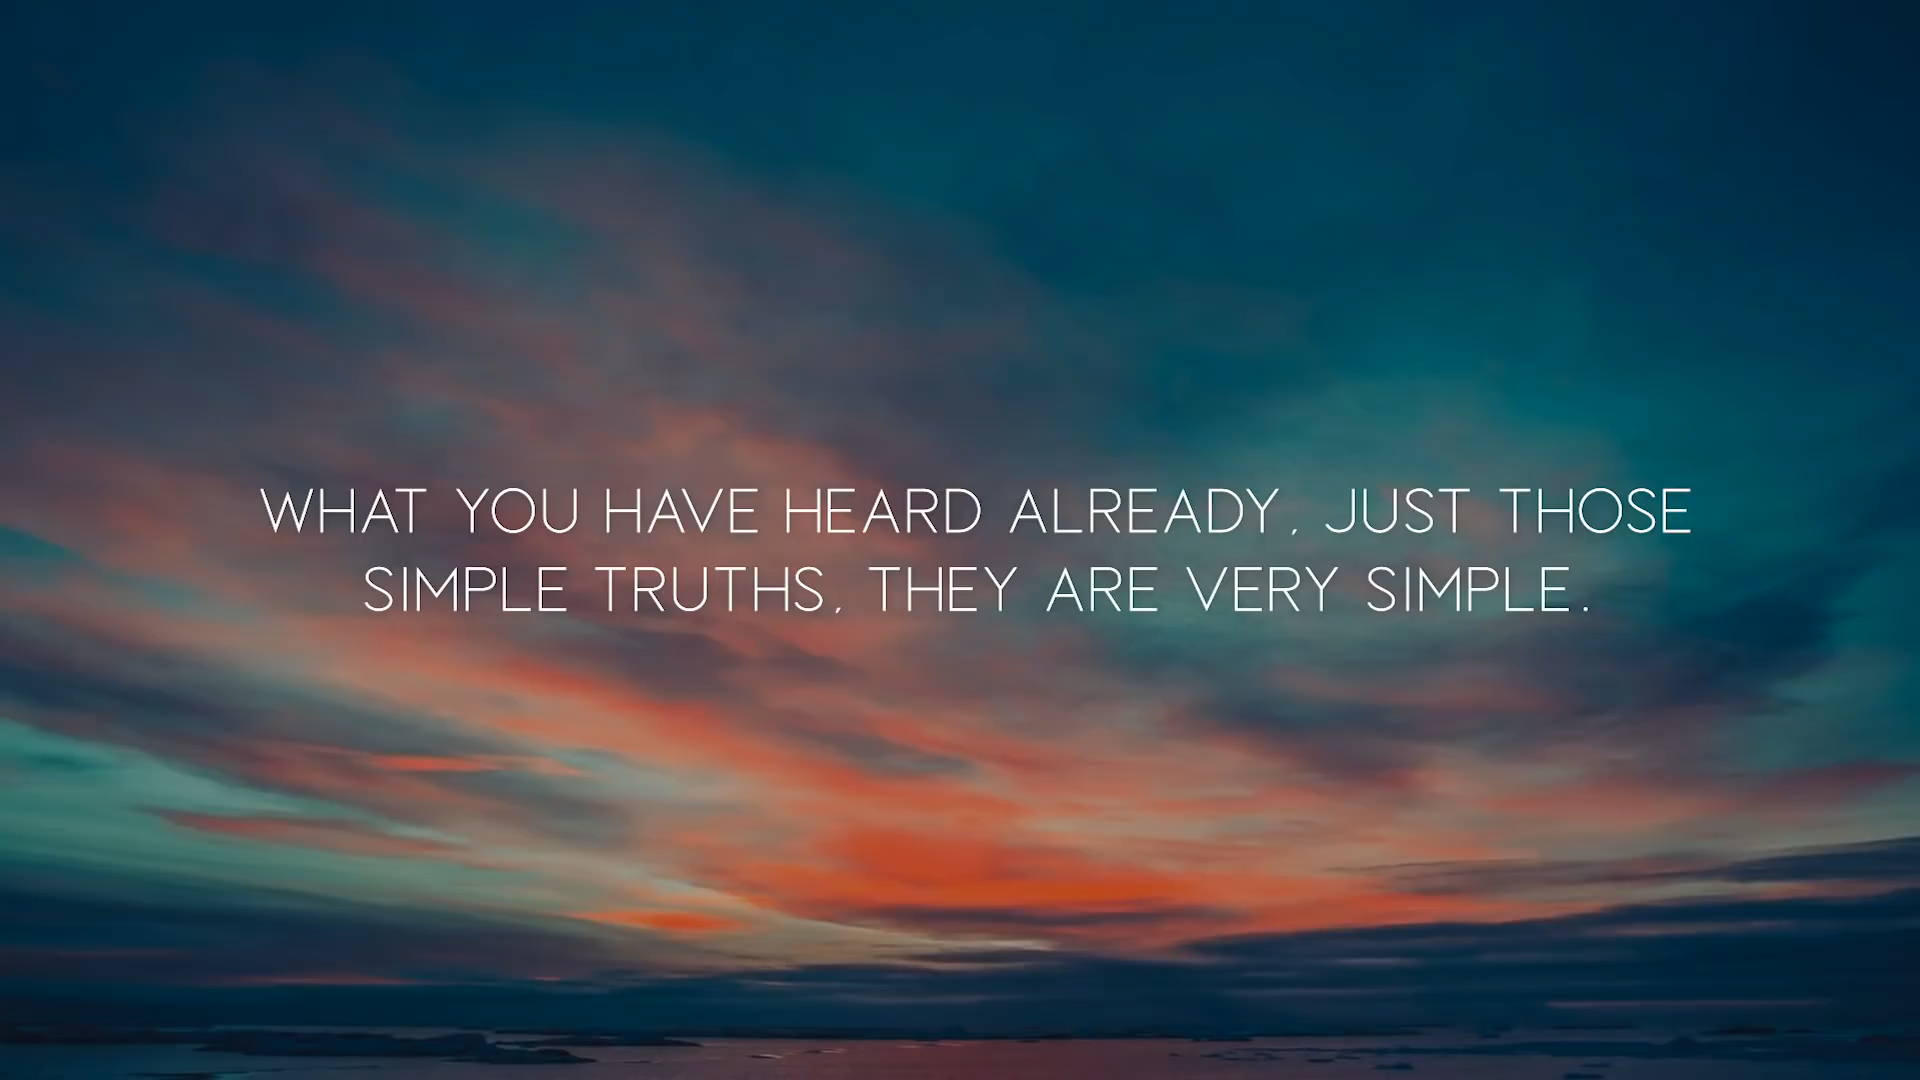 WHAT YOU HAVE HEARD ALREADY, JUST THOSE
SIMPLE TRUTHS, THEY ARE VERY SIMPLE.